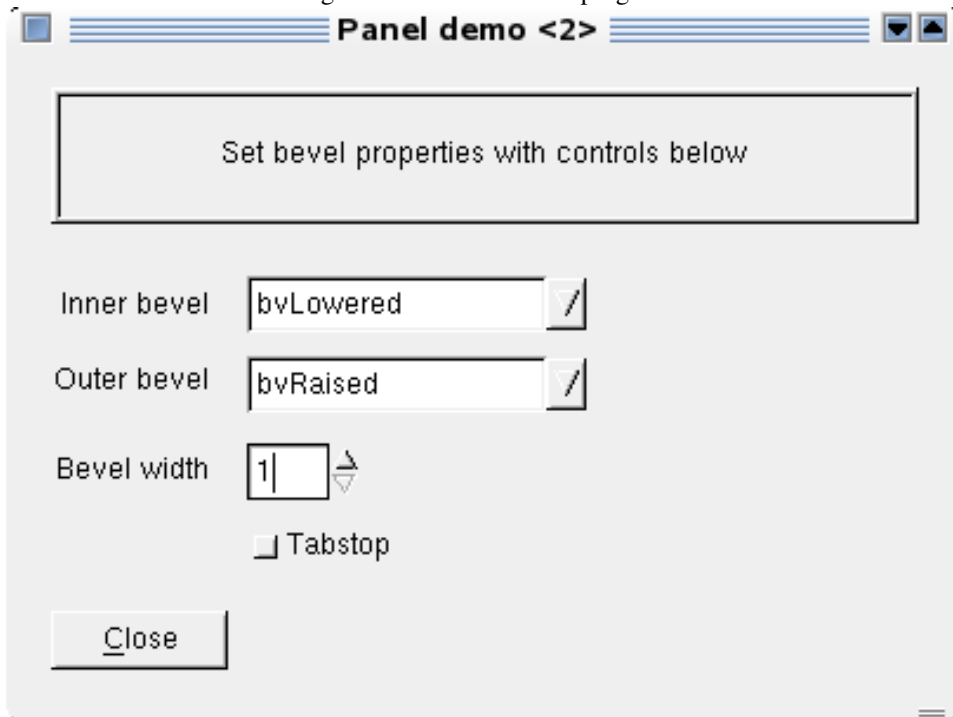 Panel demo <2>
Set bevel properties with controls below
Inner bevel bvLowered
Outer bevel bvRaised
Bevel width 1
Tabstop
Close